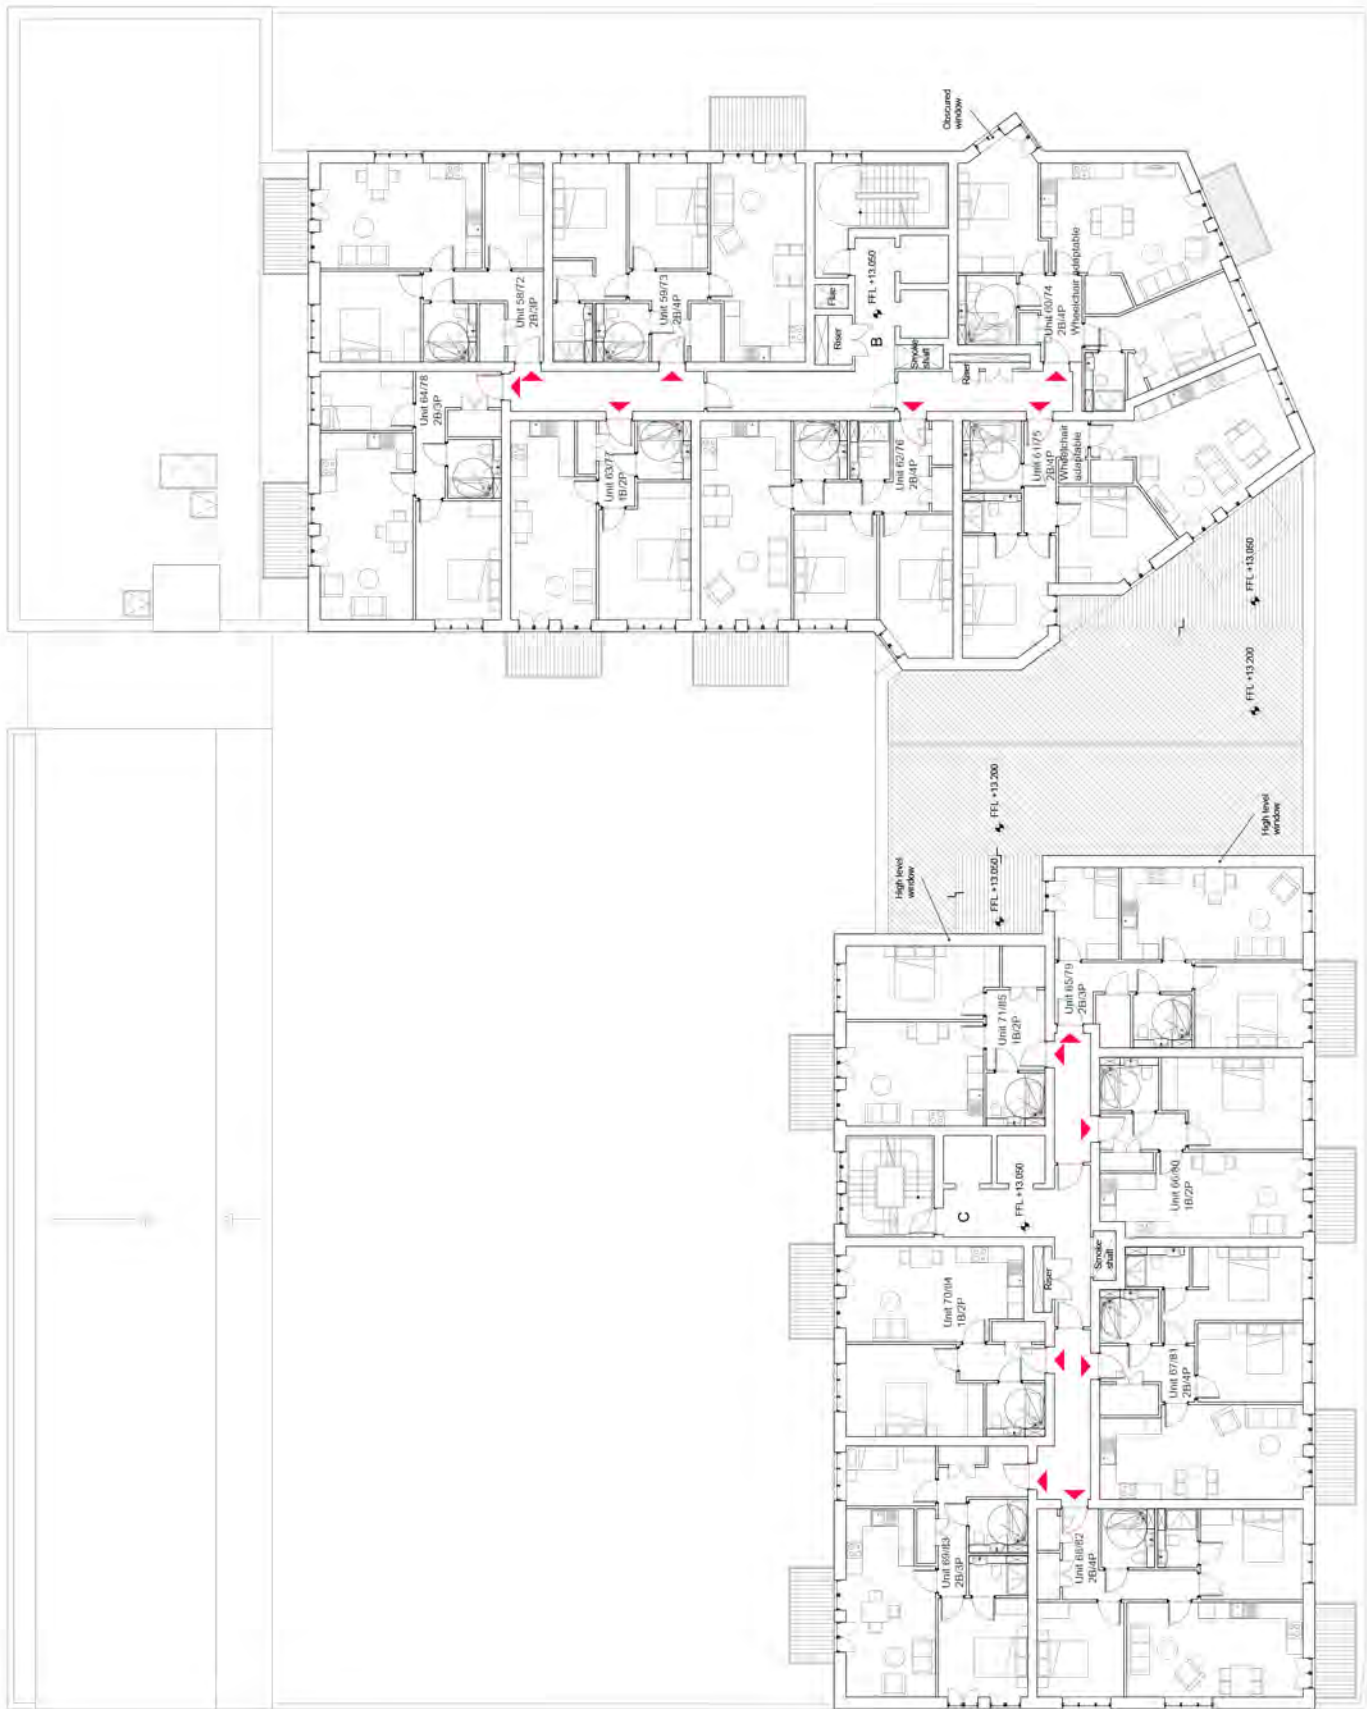 Obscured
window
Unit 58/72
2B/3P
Unit 59/73
2B/4P
Flue
Riser
FFL +13.050
B
Smoke
shaft
Riser
Unit 60/74
2B/4P
Wheelchair adaptable
Unit 64/78
2B/3P
Unit 63/77
1B/2P
Unit 62/76
2B/4P
Unit 61/75
2B/4P
Wheelchair
adaptable
FFL +13.050
FFL +13.200
FFL +13.200
High level
window
High level
window
FFL +13.050
Unit 71/85
1B/2P
Unit 65/79
2B/3P
C
FFL +13.050
Unit 66/80
1B/2P
Smoke
shaft
Riser
Unit 70/84
1B/2P
Unit 67/81
2B/4P
Unit 69/83
2B/3P
Unit 68/82
2B/4P